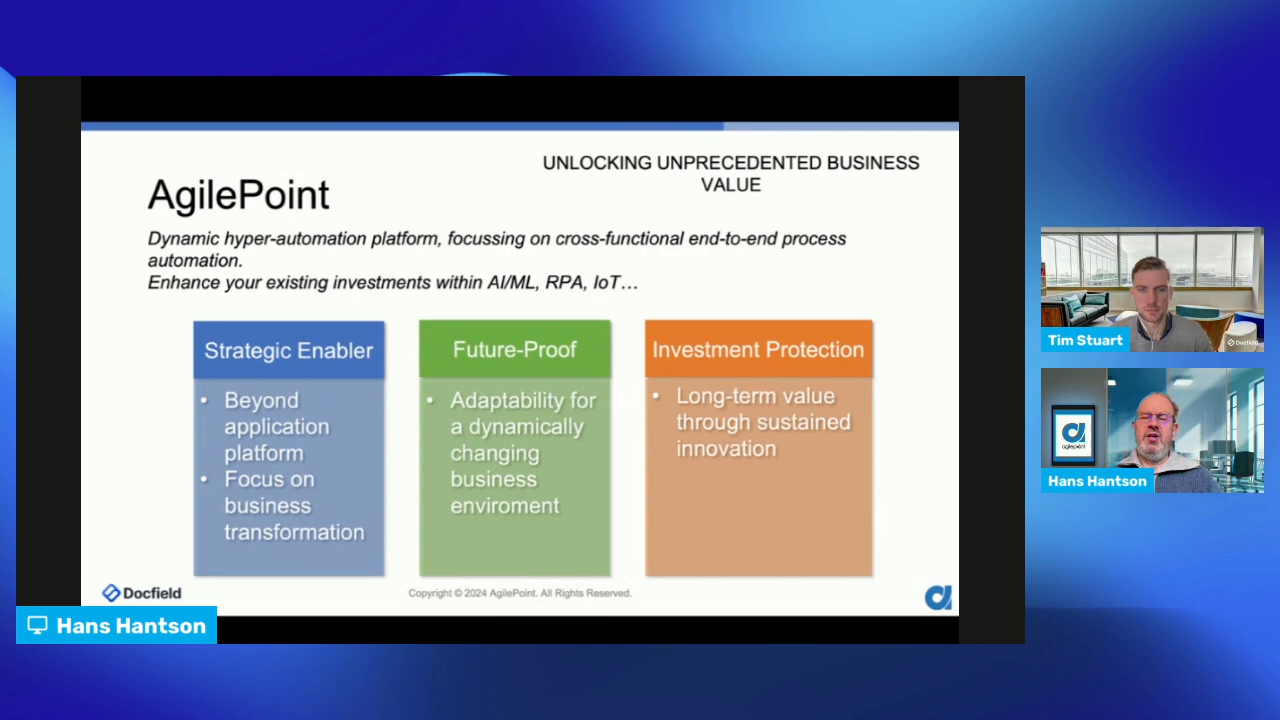 UNLOCKING UNPRECEDENTED BUSINESS
VALUE
AgilePoint
Dynamic hyper-automation platform, focussing on cross-functional end-to-end process
automation.
Enhance your existing investments within AI/ML, RPA, IoT…
Strategic Enabler
• Beyond
application
platform
• Focus on
business
transformation
Future-Proof
• Adaptability for
a dynamically
changing
business
enviroment
Investment Protection
• Long-term value
through sustained
innovation
Docfield
Copyright © 2024 AgilePoint. All Rights Reserved.
Hans Hantson
Tim Stuart
Docfield
agilepoint
Hans Hantson